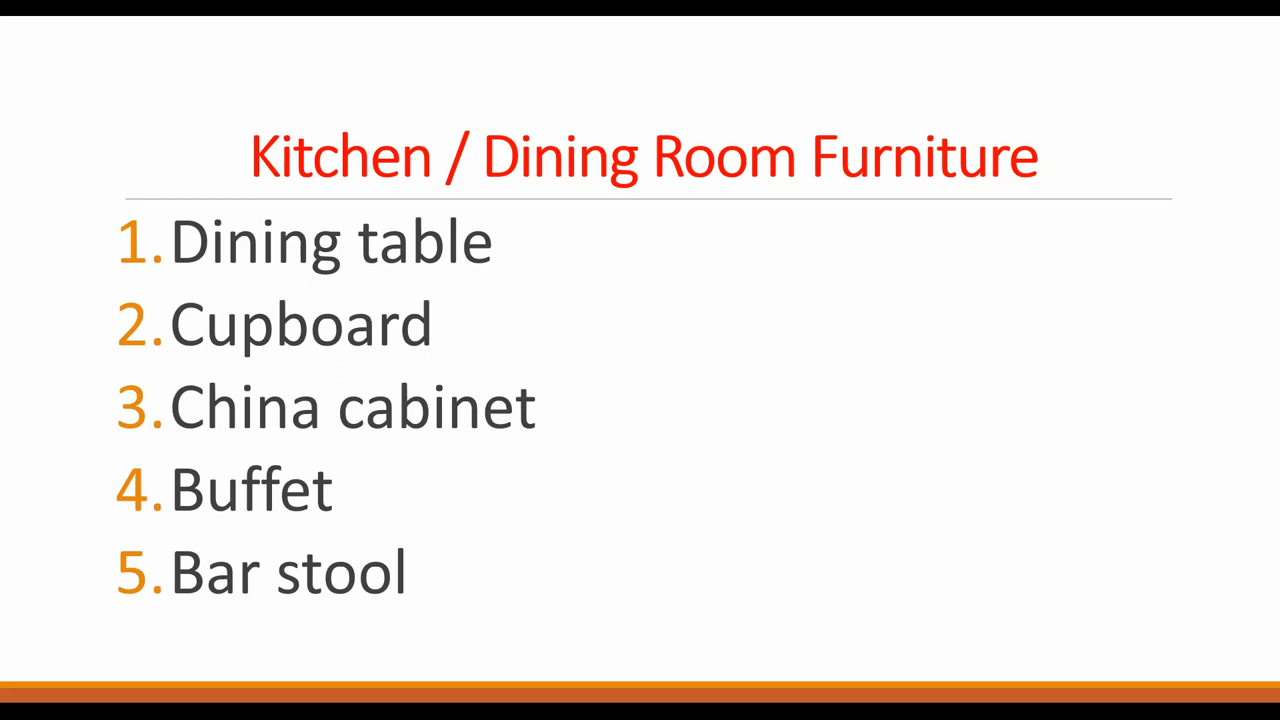 Kitchen / Dining Room Furniture
1. Dining table
2. Cupboard
3. China cabinet
4. Buffet
5. Bar stool